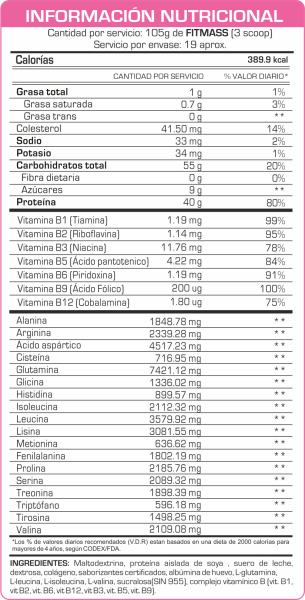 INFORMACIÓN NUTRICIONAL
Cantidad por servicio: 105g de FITMASS (3 scoop)
Servicio por envase: 19 aprox.
Calorías 389.9 kcal
CANTIDAD POR SERVICIO % VALOR DIARIO*
Grasa total 1 g 1%
Grasa saturada 0.7 g 3%
Grasa trans 0 g **
Colesterol 41.50 mg 14%
Sodio 33 mg 2%
Potasio 34 mg 1%
Carbohidratos total 55 g 20%
Fibra dietaria 0 g 0%
Azúcares 9 g **
Proteína 40 g 80%
Vitamina B1 (Tiamina) 1.19 mg 99%
Vitamina B2 (Riboflavina) 1.14 mg 95%
Vitamina B3 (Niacina) 11.76 mg 78%
Vitamina B5 (Ácido pantotenico) 4.22 mg 84%
Vitamina B6 (Piridoxina) 1.19 mg 91%
Vitamina B9 (Ácido Fólico) 200 ug 100%
Vitamina B12 (Cobalamina) 1.80 ug 75%
Alanina 1848.78 mg **
Arginina 2339.28 mg **
Acido aspártico 4517.23 mg **
Cisteína 716.95 mg **
Glutamina 7421.12 mg **
Glicina 1336.02 mg **
Histidina 899.57 mg **
Isoleucina 2112.32 mg **
Leucina 3579.92 mg **
Lisina 3081.55 mg **
Metionina 636.62 mg **
Fenilalanina 1802.19 mg **
Prolina 2185.76 mg **
Serina 2089.32 mg **
Treonina 1898.39 mg **
Triptófano 596.18 mg **
Tirosina 1498.25 mg **
Valina 2109.08 mg **
*Los % de valores diarios recomendados (V.D.R) estan basados en una dieta de 2000 calorías para
mayores de 4 años, según CODEX/FDA.
INGREDIENTES: Maltodextrina, proteína aislada de soya , suero de leche,
dextrosa, colágeno, saborizantes certificados, albúmina de huevo, L-glutamina,
L-leucina, L-isoleucina, L-valina, sucralosa(SIN 955), complejo vitamínico B (vit. B1,
vit.B2, vit. B6, vit.B12, vit.B3, vit. B5, vit. B9).